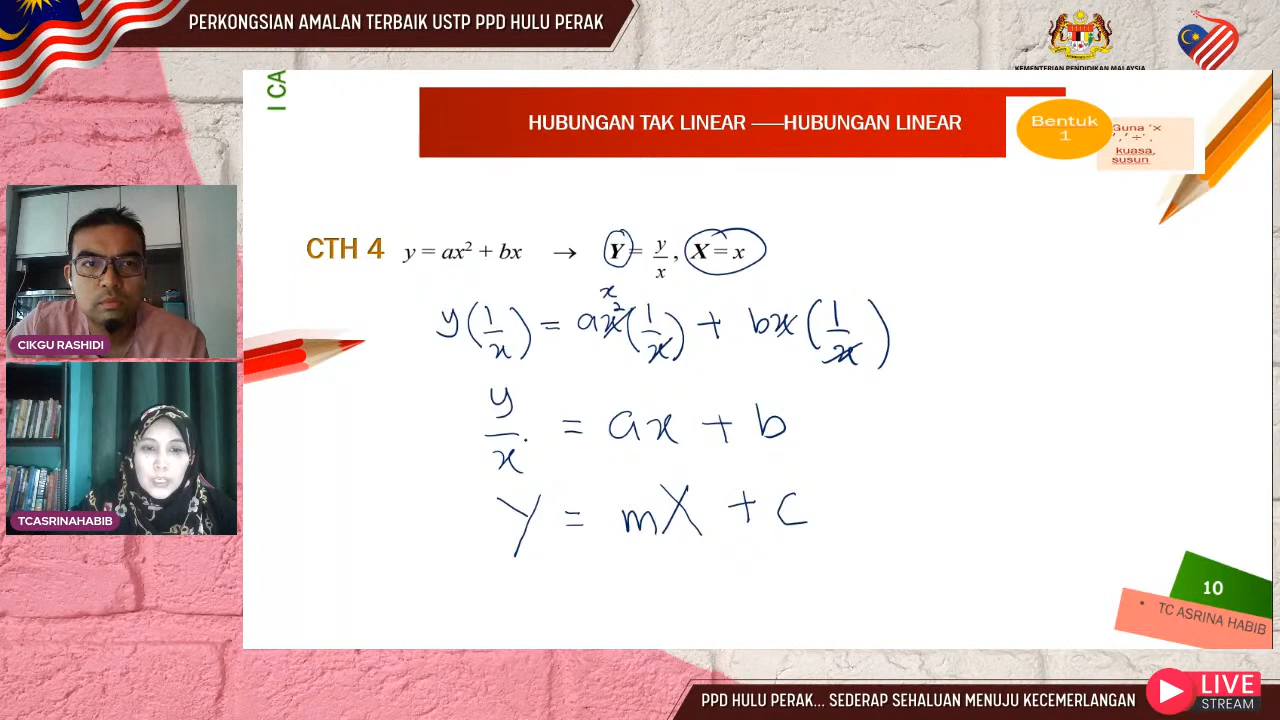 PERKONGSIAN AMALAN TERBAIK USTP PPD HULU PERAK
KEMENTERIAN PENDIDIKAN MALAYSIA
I CA
HUBUNGAN TAK LINEAR —–HUBUNGAN LINEAR
Bentuk
1
Guna 'x
',' ÷' ,
kuasa,
susun
CTH 4 y = ax² + bx → Y = y/x, X = x
y(1/x) = ax²(1/x) + bx(1/x)
x
y/x = ax + b
Y = mX + c
CIKGU RASHIDI
TCASRINAHABIB
10
• TC ASRINA HABIB
PPD HULU PERAK... SEDERAP SEHALUAN MENUJU KECEMERLANGAN
LIVE
STREAM